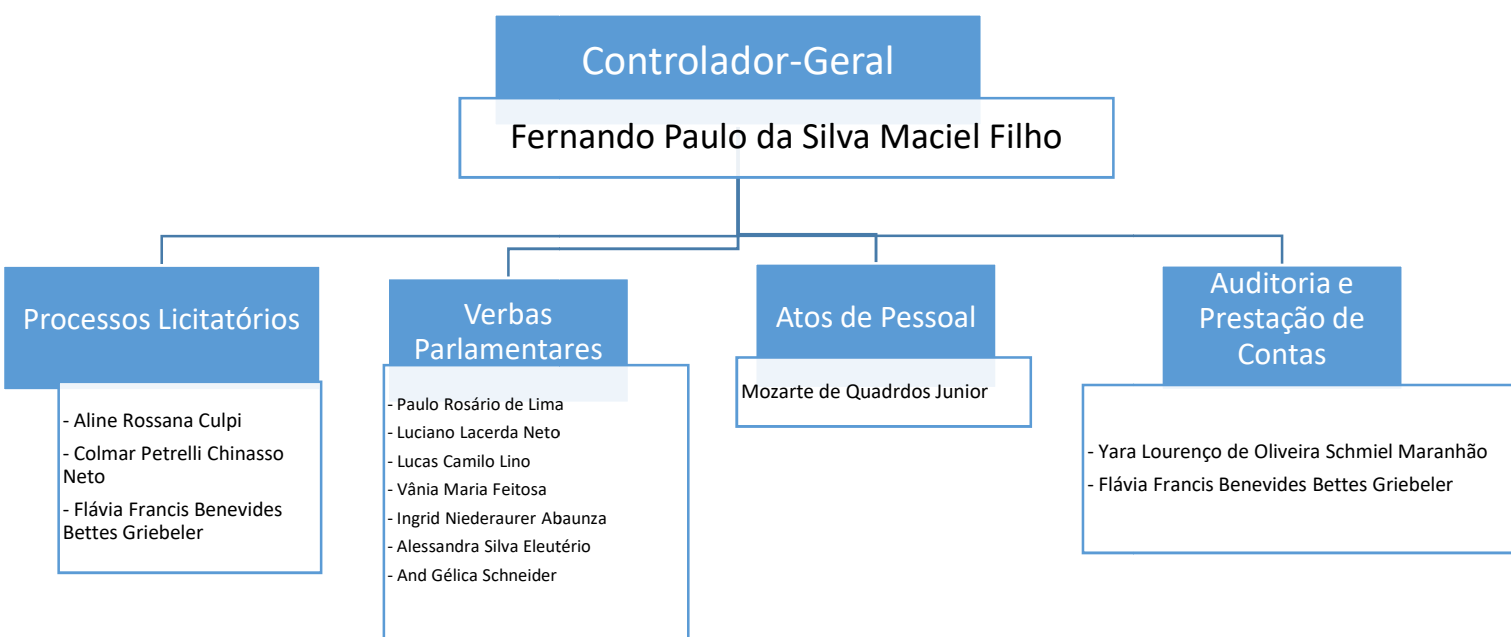 Controlador-Geral
Fernando Paulo da Silva Maciel Filho
Processos Licitatórios
- Aline Rossana Culpi
- Colmar Petrelli Chinasso
Neto
- Flávia Francis Benevides
Bettes Griebeler
Verbas
Parlamentares
- Paulo Rosário de Lima
- Luciano Lacerda Neto
- Lucas Camilo Lino
- Vânia Maria Feitosa
- Ingrid Niederaurer Abaunza
- Alessandra Silva Eleutério
- And Gélica Schneider
Atos de Pessoal
Mozarte de Quadrdos Junior
Auditoria e
Prestação de
Contas
- Yara Lourenço de Oliveira Schmiel Maranhão
- Flávia Francis Benevides Bettes Griebeler